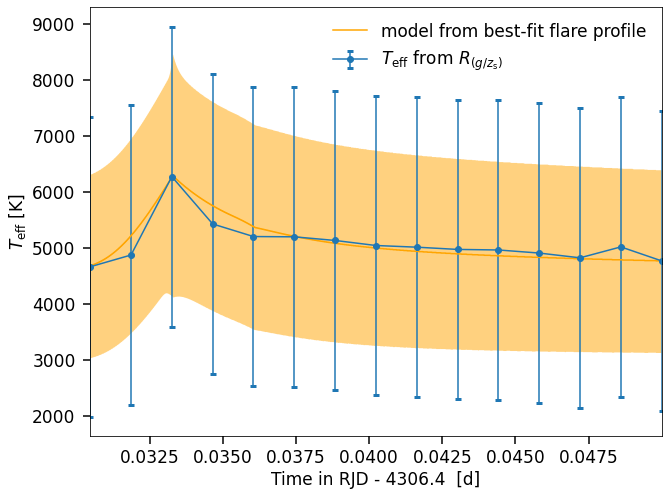 9000
8000
7000
6000
5000
4000
3000
2000
T_eff [K]
model from best-fit flare profile
T_eff from R_(g/z_s)
0.0325 0.0350 0.0375 0.0400 0.0425 0.0450 0.0475
Time in RJD - 4306.4 [d]